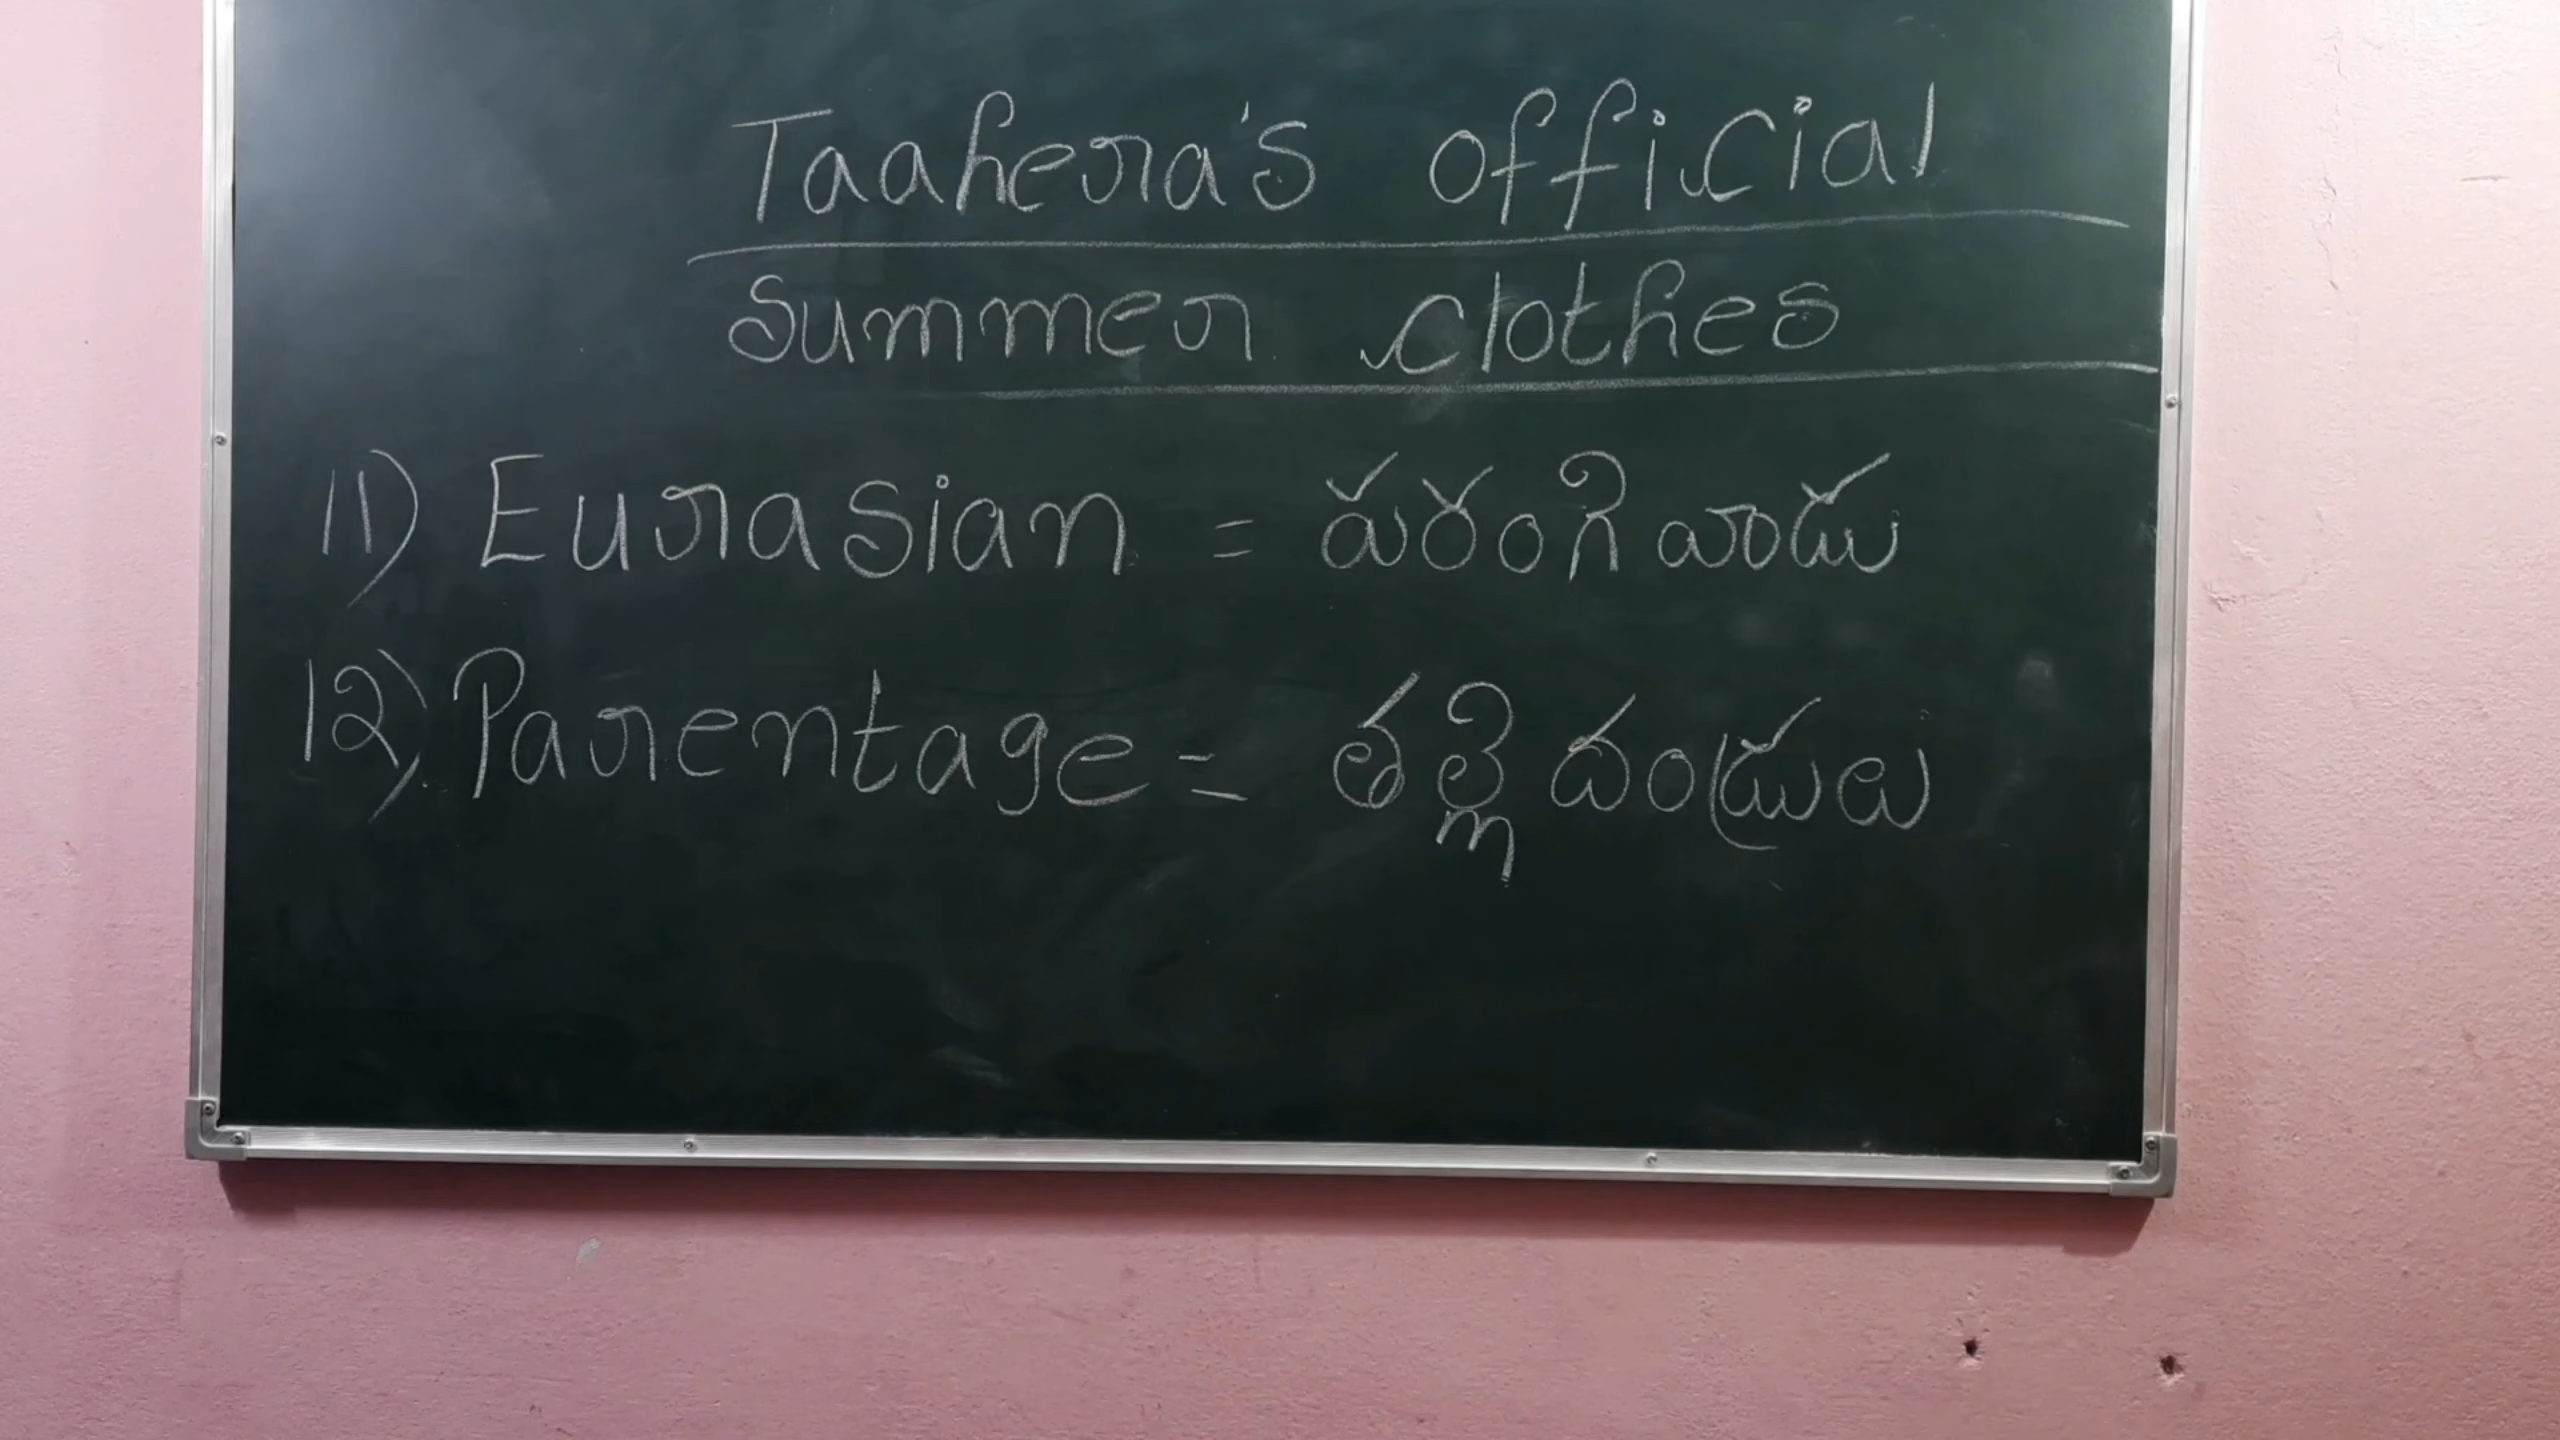 Taahera's official
summer clothes
11) Eurasian = పరంగివాడు
12) Parentage = తల్లిదండ్రులు